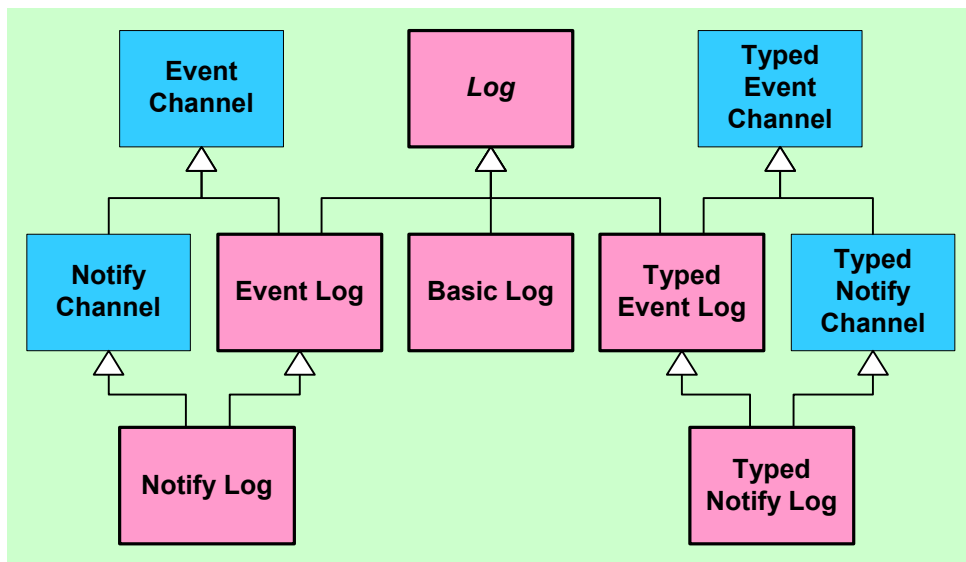 Event
Channel
Log
Typed
Event
Channel
Notify
Channel
Event Log
Basic Log
Typed
Event Log
Typed
Notify
Channel
Notify Log
Typed
Notify Log